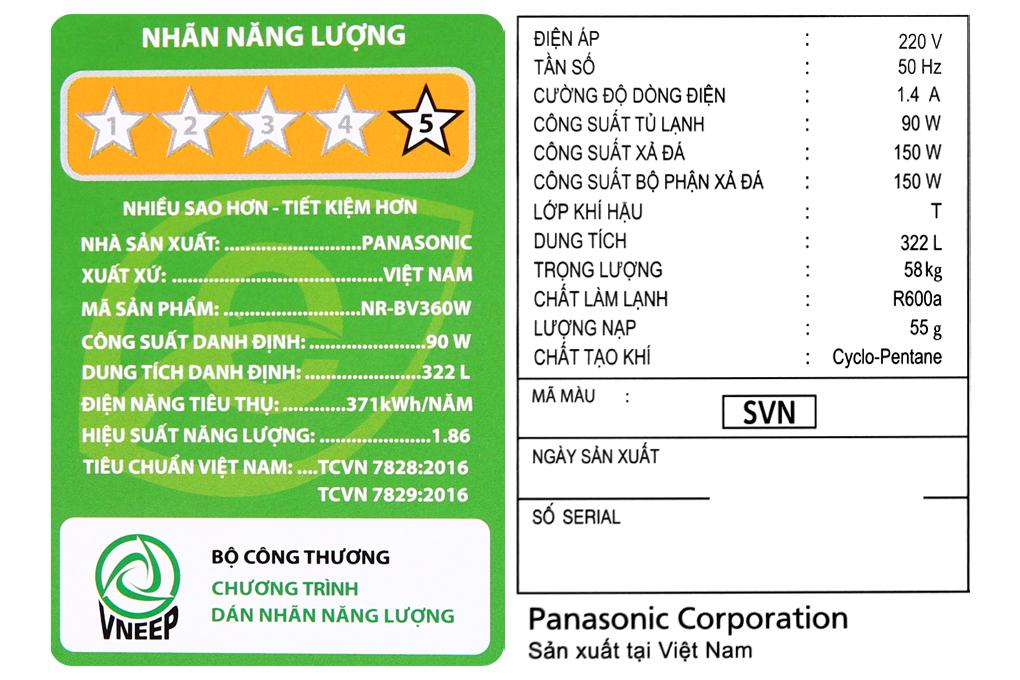 NHÃN NĂNG LƯỢNG
1 2 3 4 5
NHIỀU SAO HƠN - TIẾT KIỆM HƠN
NHÀ SẢN XUẤT: ..........................PANASONIC
XUẤT XỨ: ........................................VIỆT NAM
MÃ SẢN PHẨM: ..........................NR-BV360W
CÔNG SUẤT DANH ĐỊNH: ......................90 W
DUNG TÍCH DANH ĐỊNH: ......................322 L
ĐIỆN NĂNG TIÊU THỤ: ............371kWh/NĂM
HIỆU SUẤT NĂNG LƯỢNG: .....................1.86
TIÊU CHUẨN VIỆT NAM: ....TCVN 7828:2016
TCVN 7829:2016
VNEEP
BỘ CÔNG THƯƠNG
CHƯƠNG TRÌNH
DÁN NHÃN NĂNG LƯỢNG
ĐIỆN ÁP : 220 V
TẦN SỐ : 50 Hz
CƯỜNG ĐỘ DÒNG ĐIỆN : 1.4 A
CÔNG SUẤT TỦ LẠNH : 90 W
CÔNG SUẤT XẢ ĐÁ : 150 W
CÔNG SUẤT BỘ PHẬN XẢ ĐÁ : 150 W
LỚP KHÍ HẬU : T
DUNG TÍCH : 322 L
TRỌNG LƯỢNG : 58 kg
CHẤT LÀM LẠNH : R600a
LƯỢNG NẠP : 55 g
CHẤT TẠO KHÍ : Cyclo-Pentane
MÃ MÀU : SVN
NGÀY SẢN XUẤT
SỐ SERIAL
Panasonic Corporation
Sản xuất tại Việt Nam